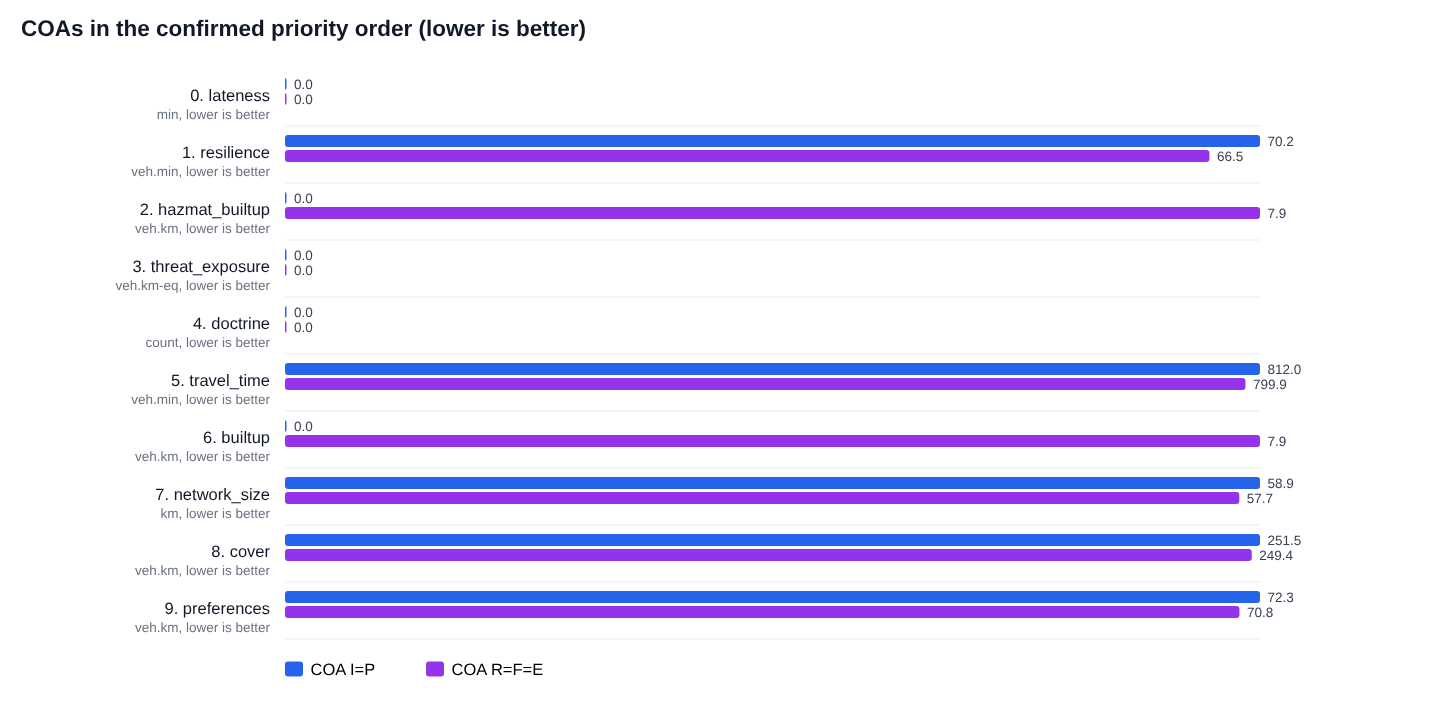 COAs in the confirmed priority order (lower is better)
0. lateness
min, lower is better
0.0
0.0
1. resilience
veh.min, lower is better
70.2
66.5
2. hazmat_builtup
veh.km, lower is better
0.0
7.9
3. threat_exposure
veh.km-eq, lower is better
0.0
0.0
4. doctrine
count, lower is better
0.0
0.0
5. travel_time
veh.min, lower is better
812.0
799.9
6. builtup
veh.km, lower is better
0.0
7.9
7. network_size
km, lower is better
58.9
57.7
8. cover
veh.km, lower is better
251.5
249.4
9. preferences
veh.km, lower is better
72.3
70.8
COA I=P
COA R=F=E